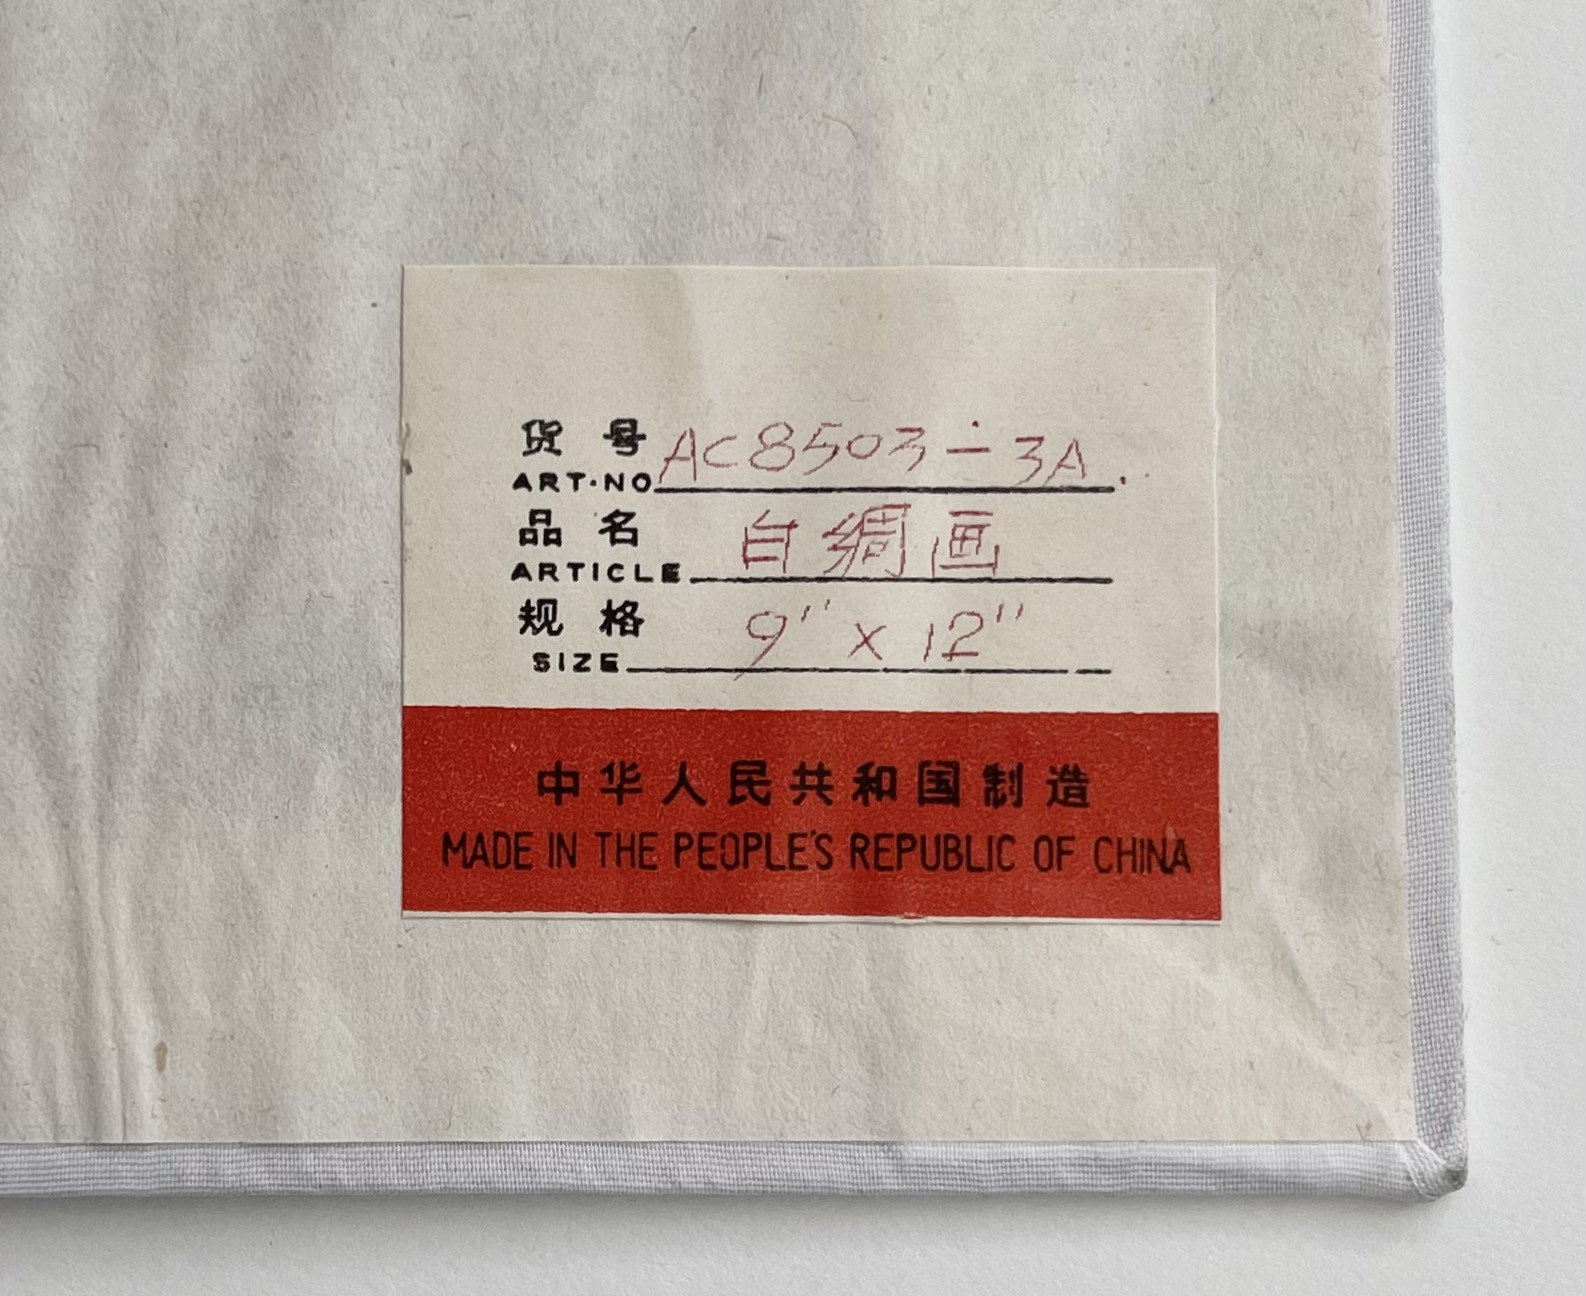 货号 AC8503÷3A.
ART·NO
品名 白绸画
ARTICLE
规格 9" x 12"
SIZE
中华人民共和国制造
MADE IN THE PEOPLE'S REPUBLIC OF CHINA